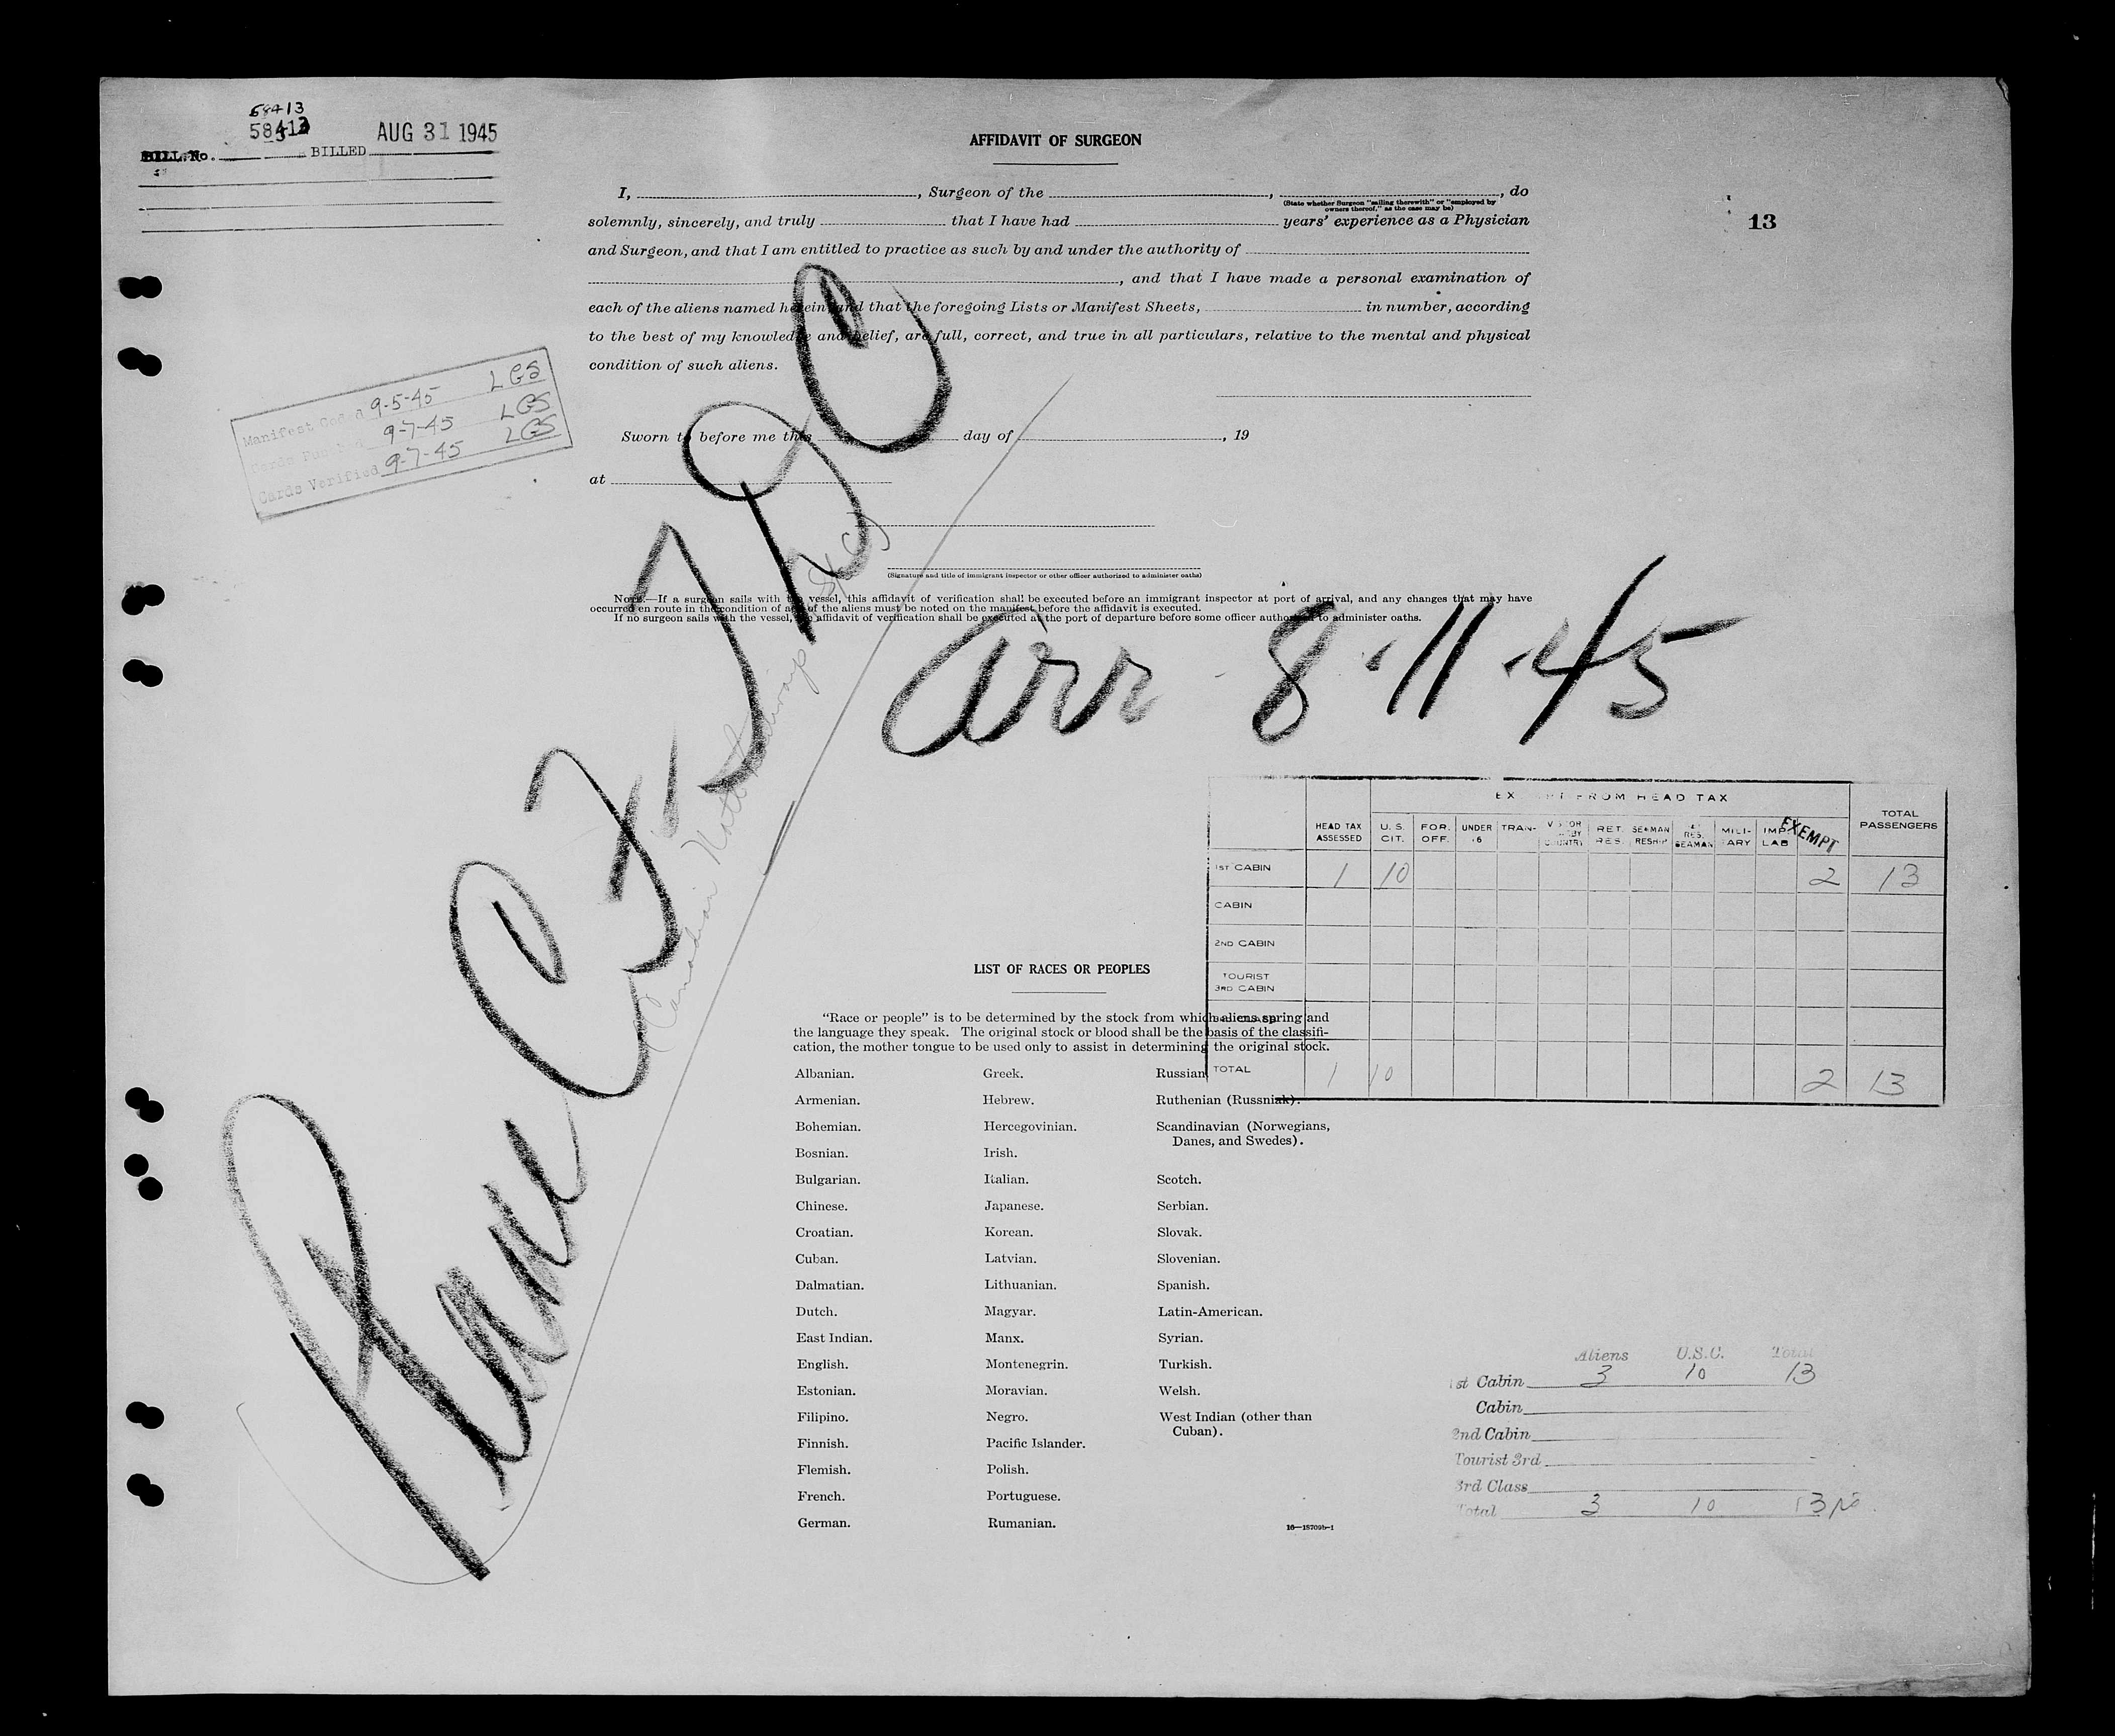 68413
58413
AUG 31 1945
BILL No. BILLED
AFFIDAVIT OF SURGEON
13
I, , Surgeon of the , , do
(State whether Surgeon "sailing therewith" or "employed by
owners thereof," as the case may be)
solemnly, sincerely, and truly that I have had years' experience as a Physician
and Surgeon, and that I am entitled to practice as such by and under the authority of
, and that I have made a personal examination of
each of the aliens named herein, and that the foregoing Lists or Manifest Sheets, in number, according
to the best of my knowledge and belief, are full, correct, and true in all particulars, relative to the mental and physical
condition of such aliens.
Manifest Coded 9-5-45 LGS
Cards Punched 9-7-45 LGS
Cards Verified 9-7-45 LGS
Sworn to before me this day of , 19
at
(Signature and title of immigrant inspector or other officer authorized to administer oaths)
Note.—If a surgeon sails with the vessel, this affidavit of verification shall be executed before an immigrant inspector at port of arrival, and any changes that may have
occurred en route in the condition of any of the aliens must be noted on the manifest before the affidavit is executed.
If no surgeon sails with the vessel, the affidavit of verification shall be executed at the port of departure before some officer authorized to administer oaths.
Plane CF-
Canadian
arr 8-11-45
EXEMPT FROM HEAD TAX
HEAD TAX ASSESSED U.S. CIT. FOR. OFF. UNDER 16 TRAN- RET. RES. SEAMAN RES. SEAMAN MILI-TARY IMP. LAB EXEMPT TOTAL PASSENGERS
1ST CABIN 1 10 2 13
CABIN
2ND CABIN
TOURIST
3RD CABIN
TOTAL 1 10 2 13
LIST OF RACES OR PEOPLES
"Race or people" is to be determined by the stock from which aliens spring and
the language they speak. The original stock or blood shall be the basis of the classifi-
cation, the mother tongue to be used only to assist in determining the original stock.
Albanian. Greek. Russian
Armenian. Hebrew. Ruthenian (Russniak).
Bohemian. Hercegovinian. Scandinavian (Norwegians,
Danes, and Swedes).
Bosnian. Irish.
Bulgarian. Italian. Scotch.
Chinese. Japanese. Serbian.
Croatian. Korean. Slovak.
Cuban. Latvian. Slovenian.
Dalmatian. Lithuanian. Spanish.
Dutch. Magyar. Latin-American.
East Indian. Manx. Syrian.
English. Montenegrin. Turkish.
Estonian. Moravian. Welsh.
Filipino. Negro. West Indian (other than
Cuban).
Finnish. Pacific Islander.
Flemish. Polish.
French. Portuguese.
German. Rumanian.
16—15709b-1
Aliens U.S.C. Total
1st Cabin 3 10 13
Cabin
2nd Cabin
Tourist 3rd
3rd Class
Total 3 10 13